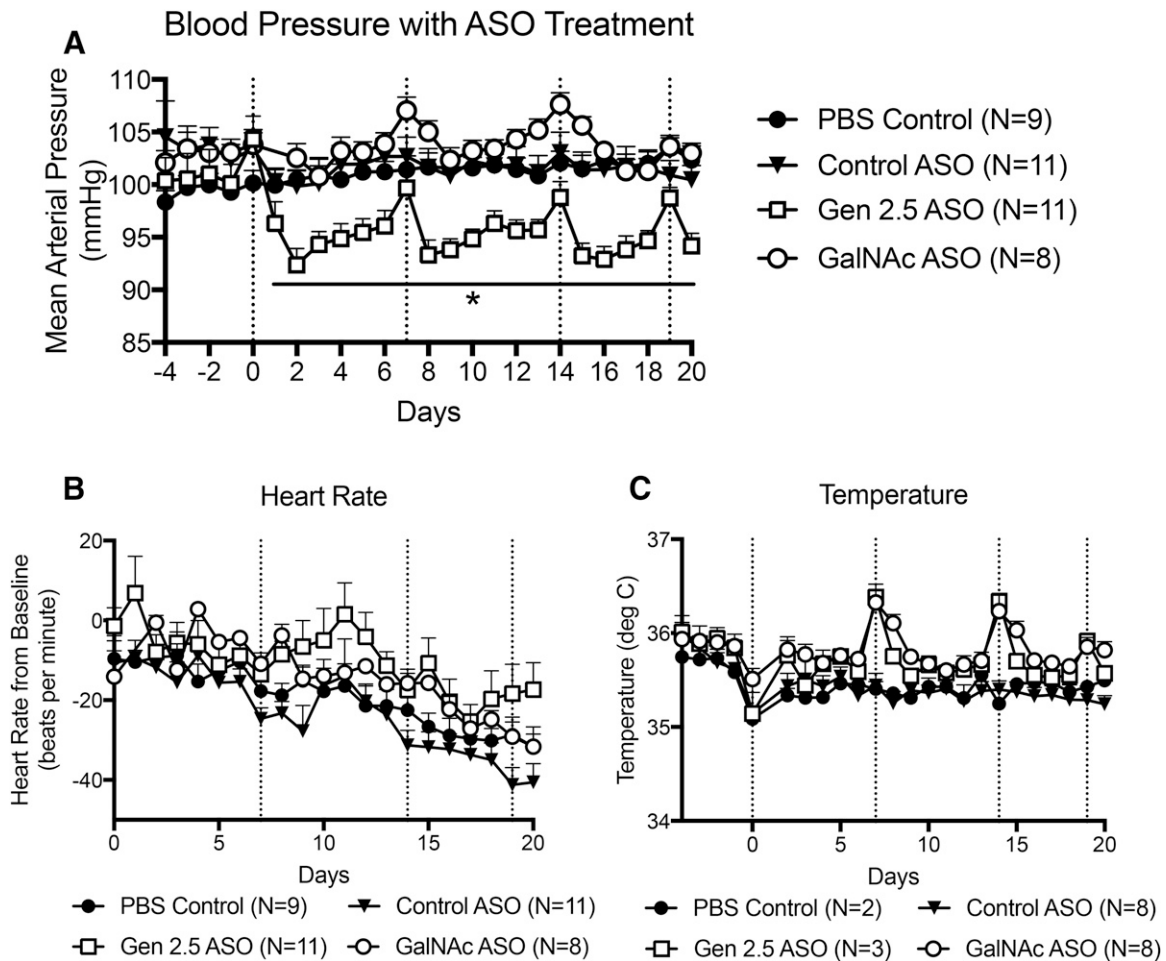 Blood Pressure with ASO Treatment
A
Mean Arterial Pressure
(mmHg)
110
105
100
95
90
85
*
-4 -2 0 2 4 6 8 10 12 14 16 18 20
Days
PBS Control (N=9)
Control ASO (N=11)
Gen 2.5 ASO (N=11)
GalNAc ASO (N=8)
B
Heart Rate
Heart Rate from Baseline
(beats per minute)
20
0
-20
-40
0 5 10 15 20
Days
PBS Control (N=9) Control ASO (N=11)
Gen 2.5 ASO (N=11) GalNAc ASO (N=8)
C
Temperature
Temperature (deg C)
37
36
35
34
0 5 10 15 20
Days
PBS Control (N=2) Control ASO (N=8)
Gen 2.5 ASO (N=3) GalNAc ASO (N=8)